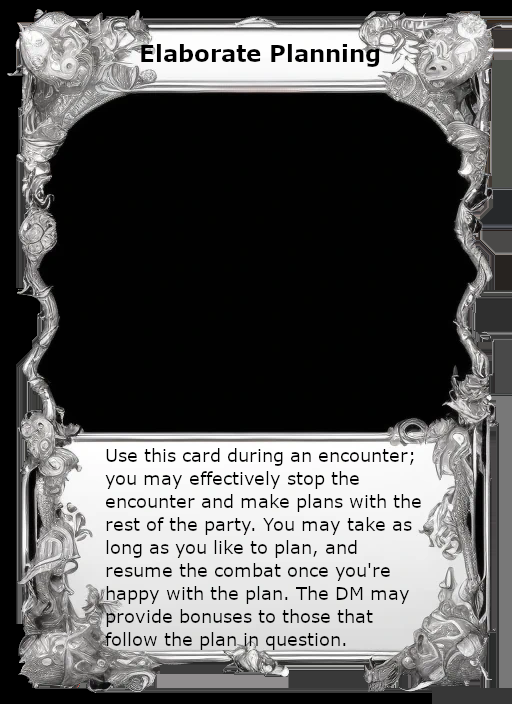 Elaborate Planning
Use this card during an encounter;
you may effectively stop the
encounter and make plans with the
rest of the party. You may take as
long as you like to plan, and
resume the combat once you're
happy with the plan. The DM may
provide bonuses to those that
follow the plan in question.